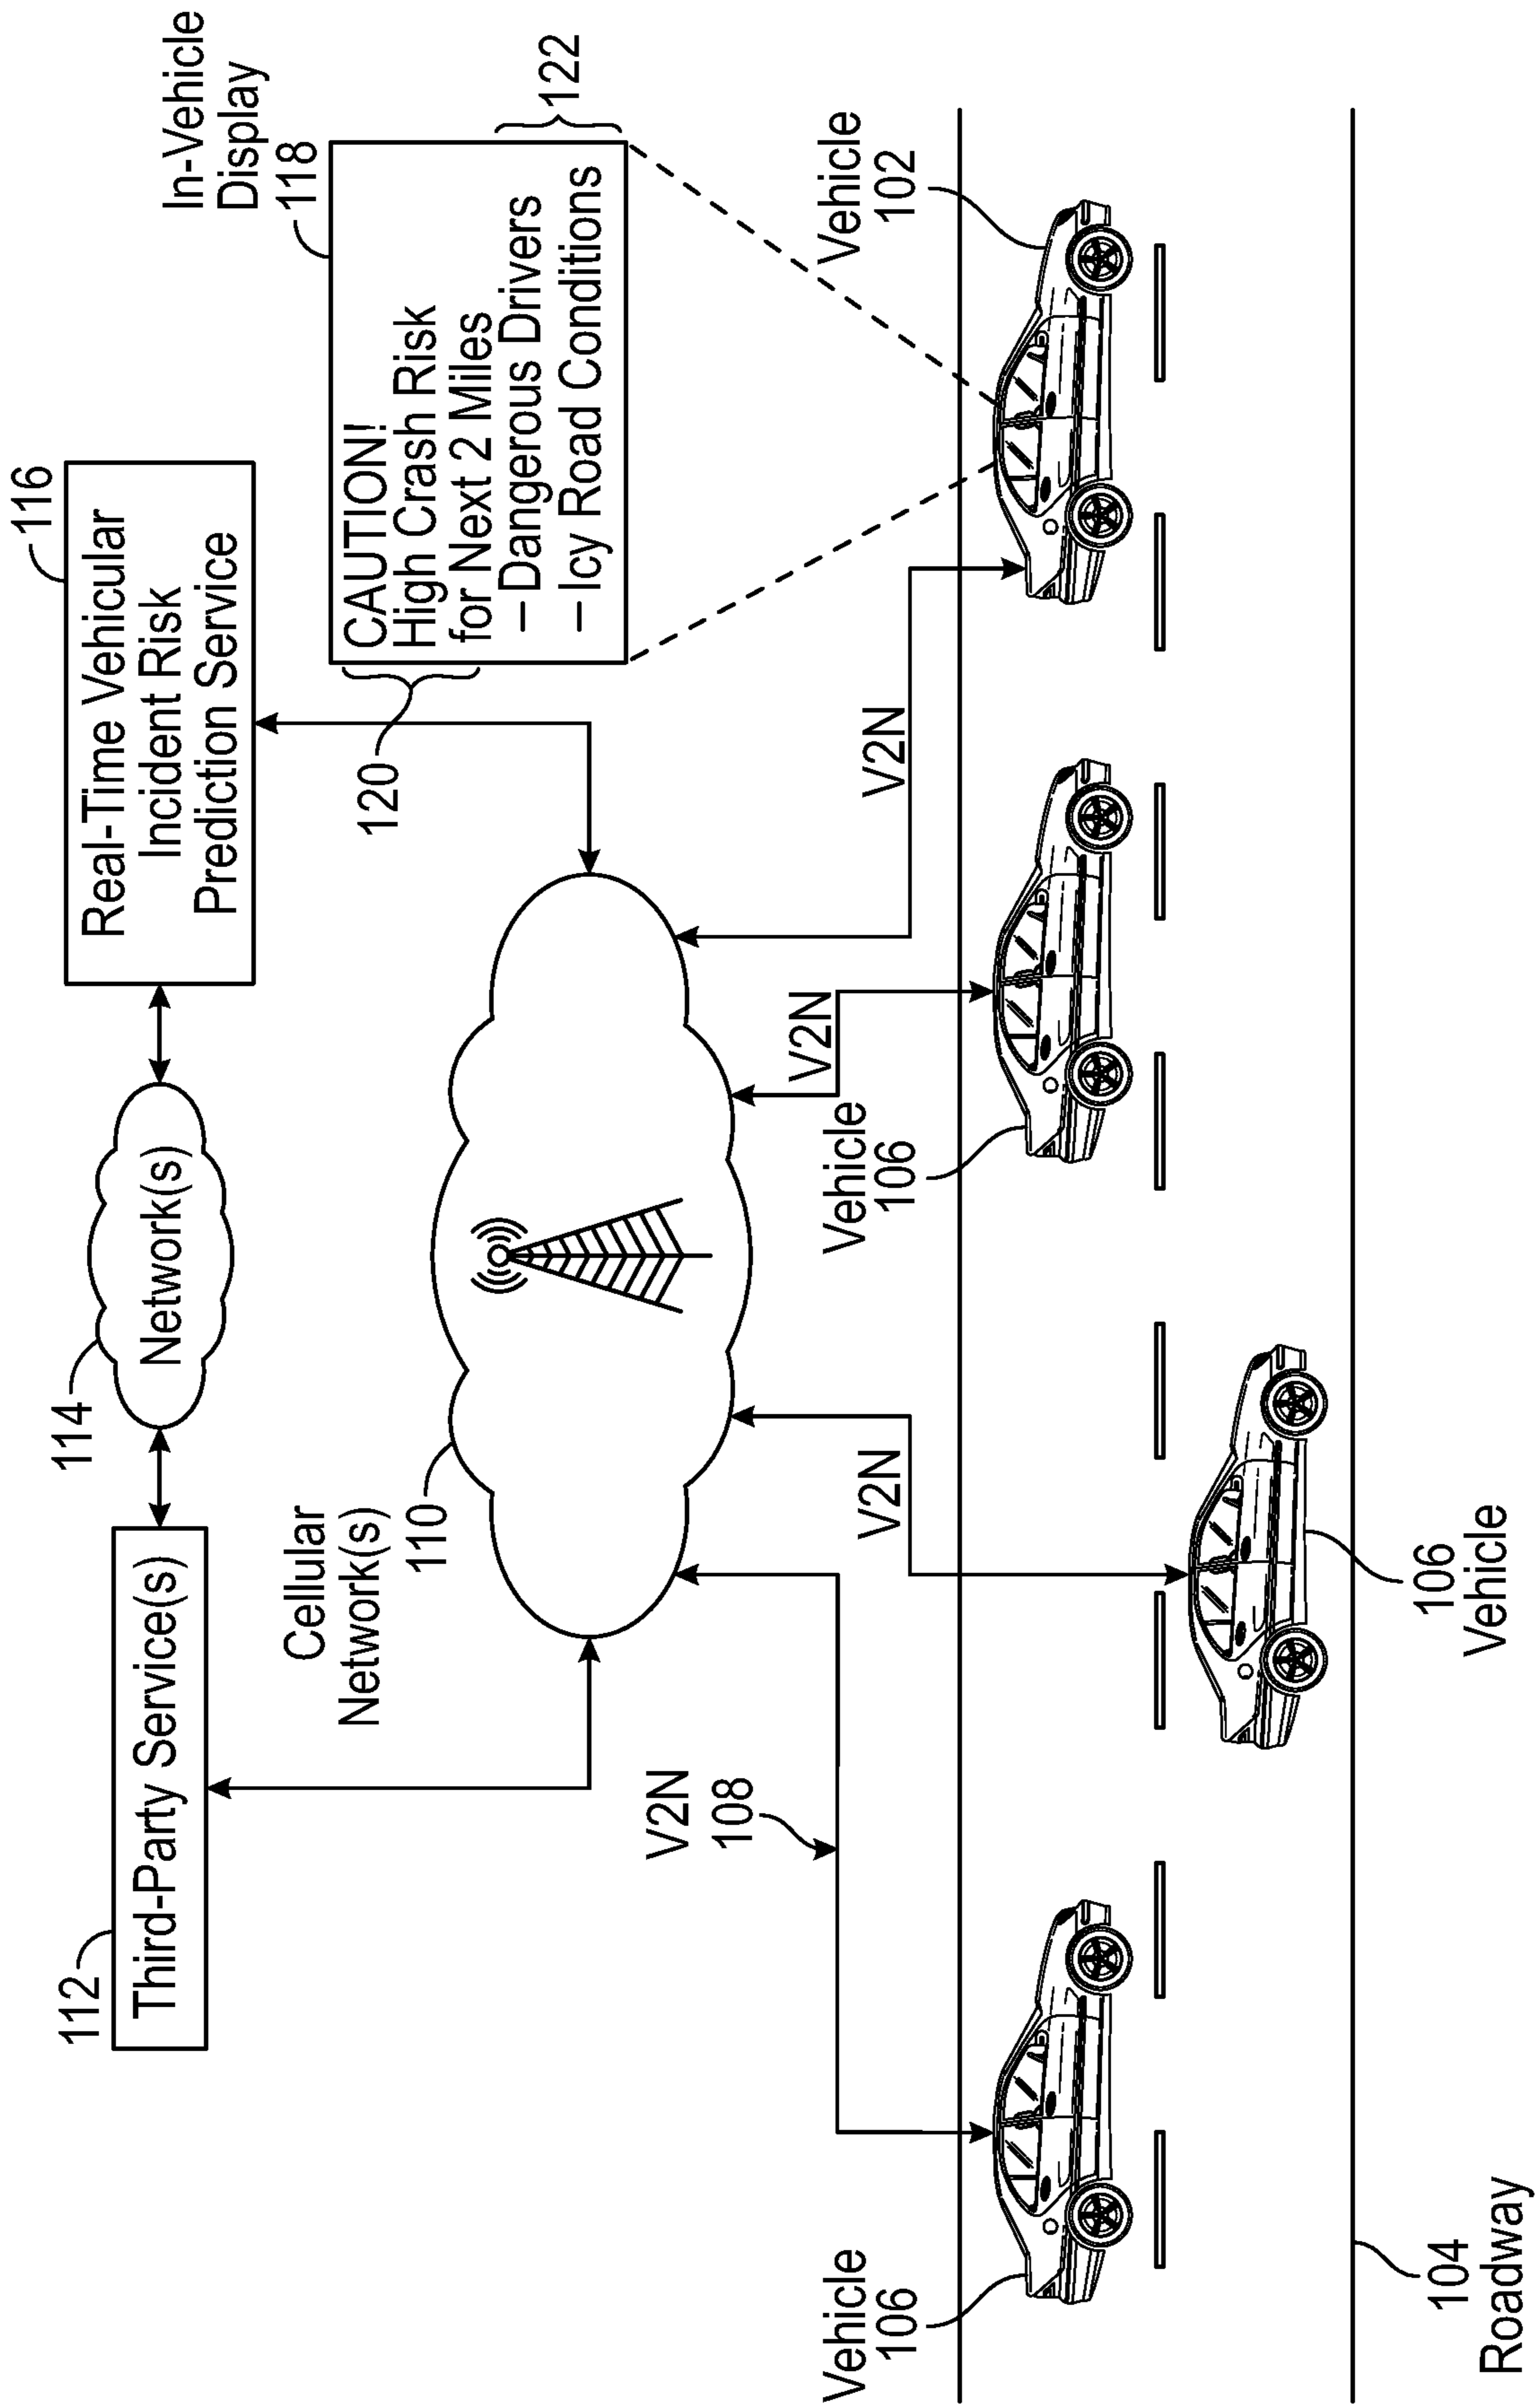 112
Third-Party Service(s)
114
Network(s)
116
Real-Time Vehicular
Incident Risk
Prediction Service
In-Vehicle
Display
118
CAUTION!
High Crash Risk
for Next 2 Miles
– Dangerous Drivers
– Icy Road Conditions
120
122
Cellular
Network(s)
110
V2N
108
V2N
V2N
V2N
Vehicle
106
Vehicle
106
Vehicle
102
106
Vehicle
104
Roadway